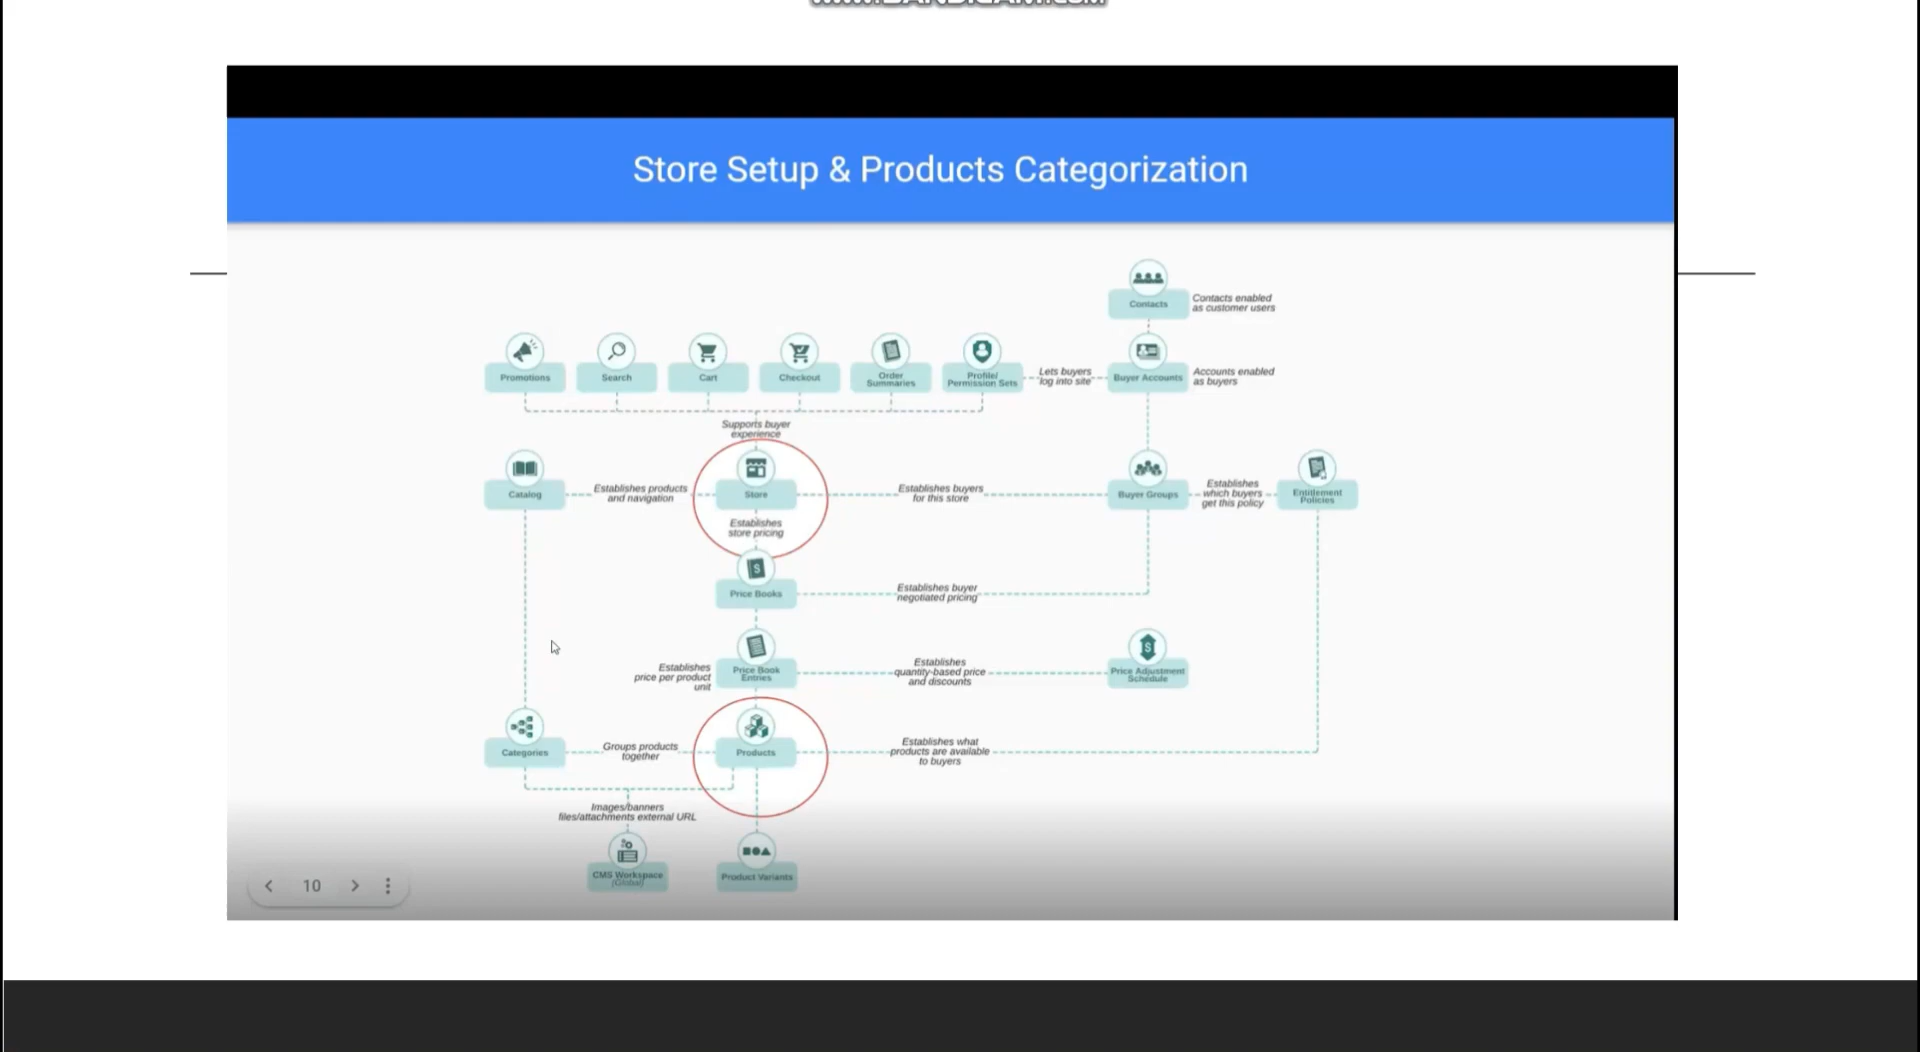 WWW.BANDICAM.COM
Store Setup & Products Categorization
Contacts
Contacts enabled
as customer users
Promotions
Search
Cart
Checkout
Order
Summaries
Profile/
Permission Sets
Lets buyers
log into site
Buyer Accounts
Accounts enabled
as buyers
Supports buyer
experience
Catalog
Establishes products
and navigation
Store
Establishes buyers
for this store
Buyer Groups
Establishes
which buyers
get this policy
Entitlement
Policies
Establishes
store pricing
Price Books
Establishes buyer
negotiated pricing
Establishes
price per product
unit
Price Book
Entries
Establishes
quantity-based price
and discounts
Price Adjustment
Schedule
Categories
Groups products
together
Products
Establishes what
products are available
to buyers
Images/banners
files/attachments external URL
CMS Workspace
(Global)
Product Variants
10